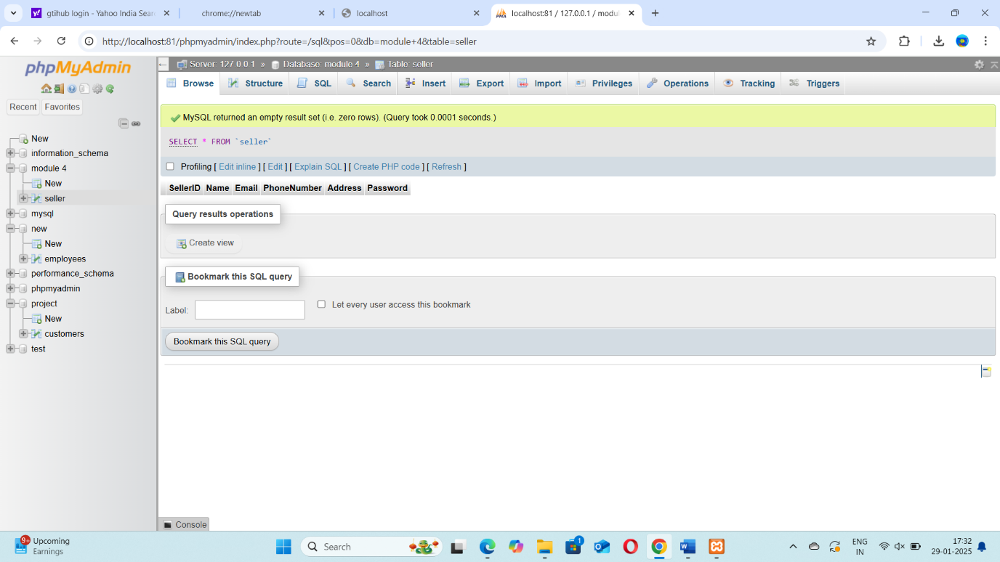 gtihub login - Yahoo India Sear
chrome://newtab
localhost
localhost:81 / 127.0.0.1 / modul
http://localhost:81/phpmyadmin/index.php?route=/sql&pos=0&db=module+4&table=seller
phpMyAdmin
Recent Favorites
New
information_schema
module 4
New
seller
mysql
new
New
employees
performance_schema
phpmyadmin
project
New
customers
test
Server: 127.0.0.1 » Database: module 4 » Table: seller
Browse Structure SQL Search Insert Export Import Privileges Operations Tracking Triggers
MySQL returned an empty result set (i.e. zero rows). (Query took 0.0001 seconds.)
SELECT * FROM `seller`
Profiling [ Edit inline ] [ Edit ] [ Explain SQL ] [ Create PHP code ] [ Refresh ]
SellerID Name Email PhoneNumber Address Password
Query results operations
Create view
Bookmark this SQL query
Label: Let every user access this bookmark
Bookmark this SQL query
Console
9+ Upcoming
Earnings
Search
1
ENG
IN
17:32
29-01-2025